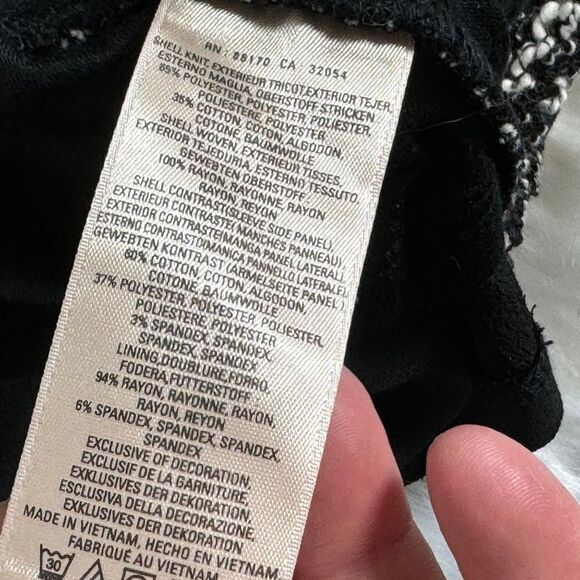 RN: 88170 CA 32054
SHELL KNIT, EXTERIEUR TRICOT, EXTERIOR TEJER,
ESTERNO MAGLIA, OBERSTOFF STRICKEN
65% POLYESTER, POLYESTER, POLIESTER,
POLIESTERE, POLYESTER
35% COTTON, COTON, ALGODON,
COTONE, BAUMWOLLE
SHELL WOVEN, EXTERIEUR TISSES,
EXTERIOR TELEDURIA, ESTERNO TESSUTO,
GEWEBTEN OBERSTOFF
100% RAYON, RAYONNE, RAYON
RAYON, REYON
SHELL CONTRAST(SLEEVE SIDE PANEL),
EXTERIEUR CONTRASTE(MANCHES PANNEAU),
EXTERIOR CONTRASTE(MANGA PANEL LATERAL),
ESTERNO CONTRASTO(MANICA PANNELLO LATERALE),
GEWEBTEN KONTRAST (ARMELSEITE PANEL)
60% COTTON, COTON, ALGODON,
COTONE, BAUMWOLLE
37% POLYESTER, POLYESTER, POLIESTER,
POLIESTERE, POLYESTER
3% SPANDEX, SPANDEX,
SPANDEX, SPANDEX
LINING, DOUBLURE, FORRO,
FODERA, FUTTERSTOFF
94% RAYON, RAYONNE, RAYON,
RAYON, REYON
6% SPANDEX, SPANDEX, SPANDEX,
SPANDEX
EXCLUSIVE OF DECORATION,
EXCLUSIF DE LA GARNITURE,
EXKLUSIVES DER DEKORATION,
ESCLUSIVA DELLA DECORAZIONE,
EXCLUSIVES DER DEKORATION
MADE IN VIETNAM, HECHO EN VIETNAM,
FABRIQUÉ AU VIETNAM
30